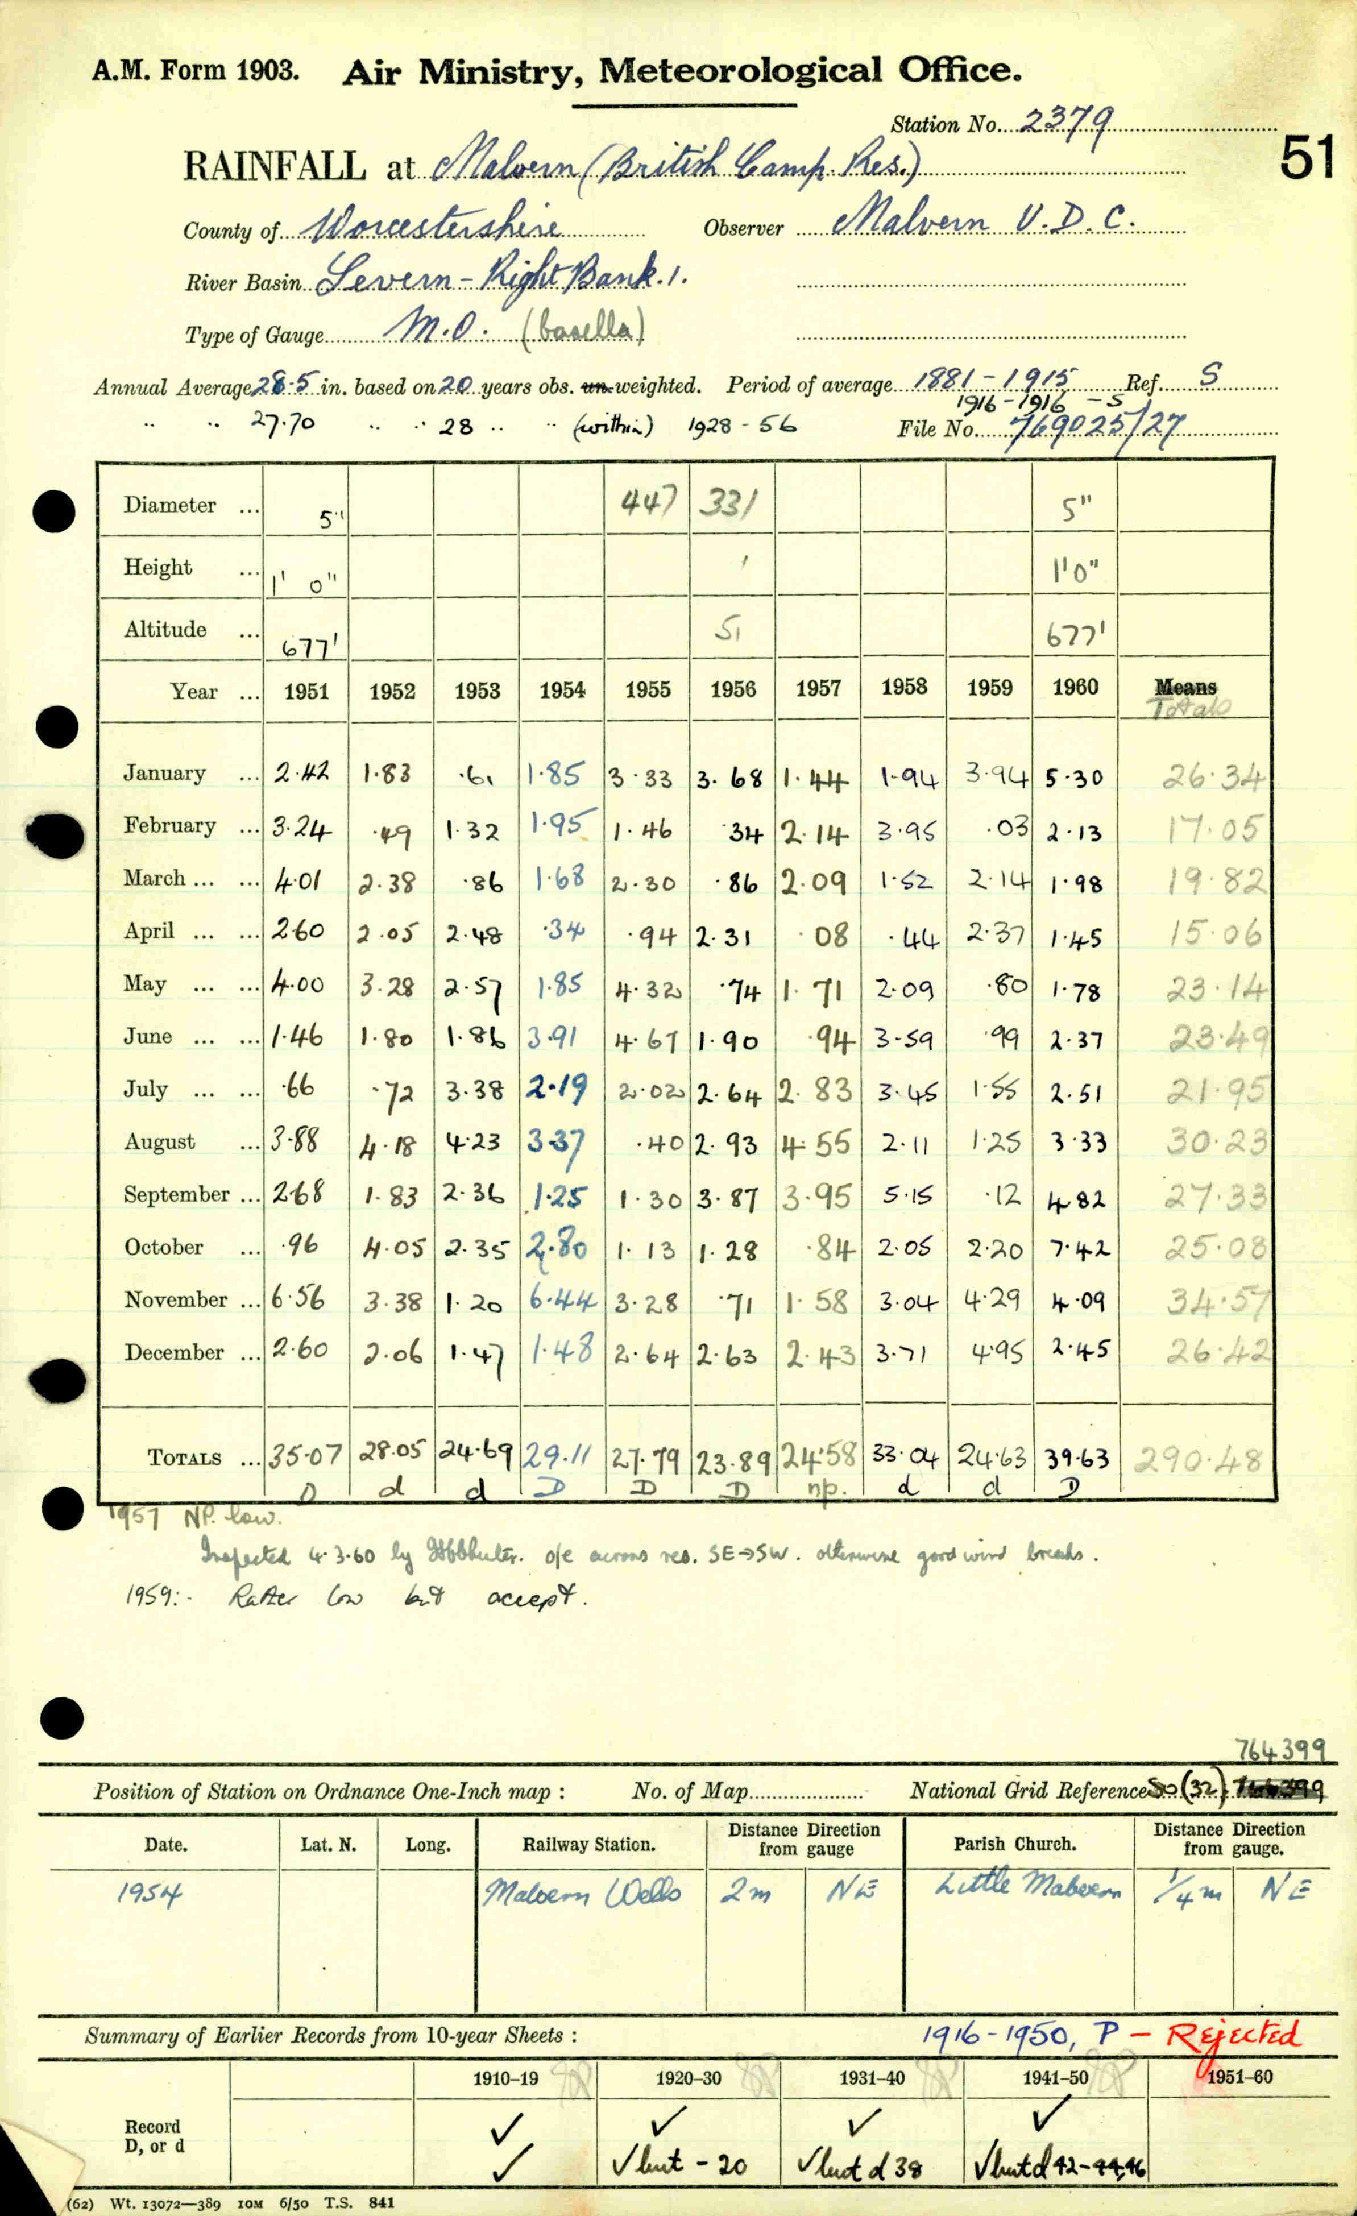 A.M. Form 1903. Air Ministry, Meteorological Office.
Station No. 2379
51
RAINFALL at Malvern (British Camp. Res.)
County of Worcestershire Observer Malvern U.D.C.
River Basin Severn - Right Bank. 1.
Type of Gauge M.O. (Casella)
Annual Average 28.5 in. based on 20 years obs. un-weighted. Period of average 1881-1915 Ref. S
1916-1916 - S
" " 27.70 " " 28 " " (within) 1928-56 File No. 769025/27
Diameter ... 5" 447 331 5"
Height ... 1' 0" ' 1'0"
Altitude ... 677' 51 677'
Year ... 1951 1952 1953 1954 1955 1956 1957 1958 1959 1960 Means
Totals
January ... 2.42 1.83 .61 1.85 3.33 3.68 1.44 1.94 3.94 5.30 26.34
February ... 3.24 .49 1.32 1.95 1.46 34 2.14 3.95 .03 2.13 17.05
March ... ... 4.01 2.38 .86 1.68 2.30 .86 2.09 1.52 2.14 1.98 19.82
April ... ... 2.60 2.05 2.48 .34 .94 2.31 .08 .44 2.37 1.45 15.06
May ... ... 4.00 3.28 2.57 1.85 4.32 .74 1.71 2.09 .80 1.78 23.14
June ... ... 1.46 1.80 1.86 3.91 4.67 1.90 .94 3.59 .99 2.37 23.49
July ... ... .66 .72 3.38 2.19 2.02 2.64 2.83 3.45 1.55 2.51 21.95
August ... 3.88 4.18 4.23 3.37 .40 2.93 4.55 2.11 1.25 3.33 30.23
September ... 2.68 1.83 2.36 1.25 1.30 3.87 3.95 5.15 .12 4.82 27.33
October ... .96 4.05 2.35 2.80 1.13 1.28 .84 2.05 2.20 7.42 25.08
November ... 6.56 3.38 1.20 6.44 3.28 .71 1.58 3.04 4.29 4.09 34.57
December ... 2.60 2.06 1.47 1.48 2.64 2.63 2.43 3.71 4.95 2.45 26.42
TOTALS ... 35.07 28.05 24.69 29.11 27.79 23.89 24.58 33.04 24.63 39.63 290.48
D d d D D D np. d d D
1957 NP. low.
Inspected 4.3.60 by o/e across res. SE→SW. otherwise good wind breaks.
1959:- Rather low but accept.
764399
Position of Station on Ordnance One-Inch map : No. of Map National Grid Reference SO (32) 399
Date. Lat. N. Long. Railway Station. Distance Direction from gauge Parish Church. Distance Direction from gauge.
1954 Malvern Wells 2m NE Little Malvern 1/4 m NE
Summary of Earlier Records from 10-year Sheets : 1916-1950, P - Rejected
1910–19 1920–30 1931–40 1941–50 1951–60
Record ✓ ✓ ✓ ✓
D, or d ✓ ✓ but - 20 ✓ but d 38 ✓ but d 42-44,46
(62) Wt. 13072—389 10M 6/50 T.S. 841